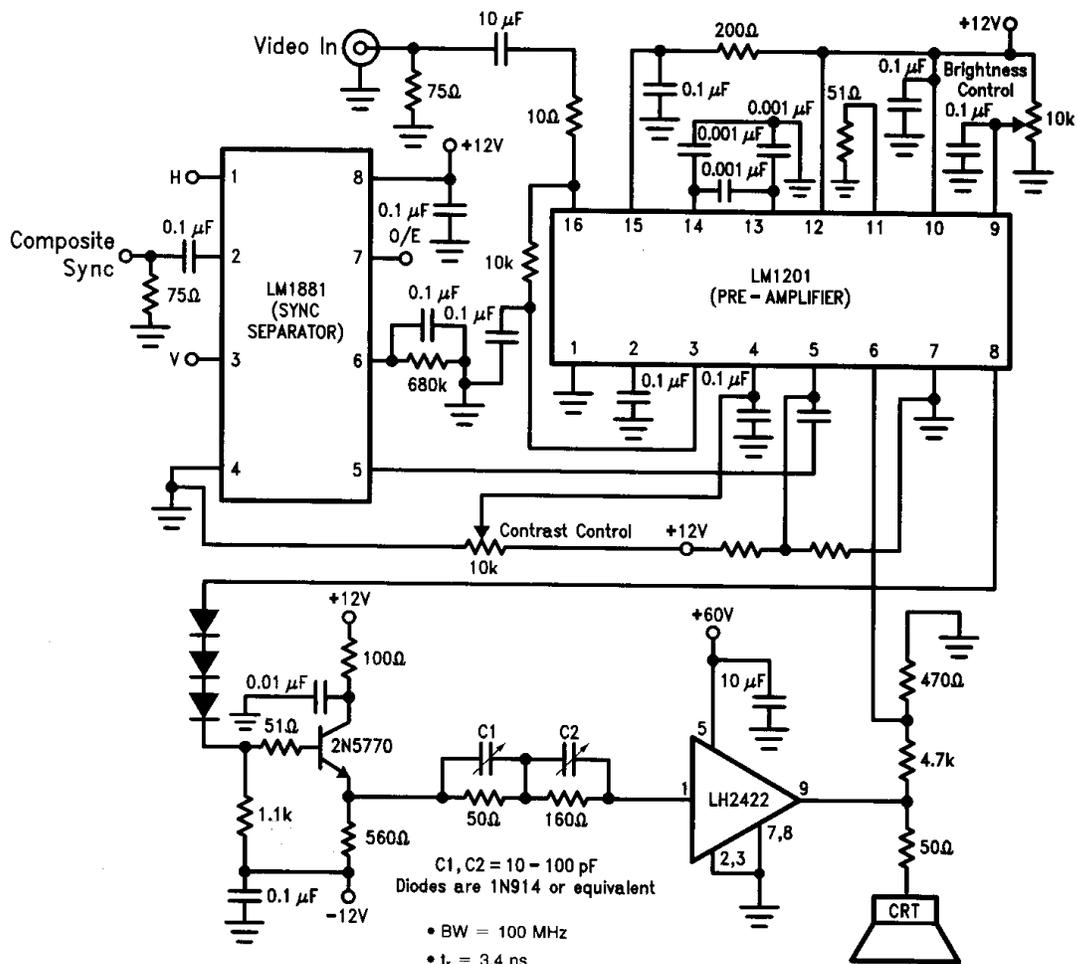 Video In
10 µF
75Ω
10Ω
200Ω
+12V
0.1 µF
51Ω
0.1 µF
Brightness
Control
0.1 µF
10k
0.001 µF
0.001 µF
0.001 µF
+12V
H
1
8
0.1 µF
O/E
Composite
Sync
0.1 µF
2
7
75Ω
LM1881
(SYNC
SEPARATOR)
10k
16
15
14
13
12
11
10
9
LM1201
(PRE-AMPLIFIER)
0.1 µF
0.1 µF
V
3
6
680k
1
2
3
4
5
6
7
8
0.1 µF
0.1 µF
4
5
Contrast Control
+12V
10k
+12V
100Ω
0.01 µF
51Ω
2N5770
1.1k
560Ω
0.1 µF
-12V
C1
C2
50Ω
160Ω
C1, C2 = 10 - 100 pF
Diodes are 1N914 or equivalent
+60V
10 µF
5
1
LH2422
9
7,8
2,3
470Ω
4.7k
50Ω
CRT
• BW = 100 MHz
• tr = 3.4 ns